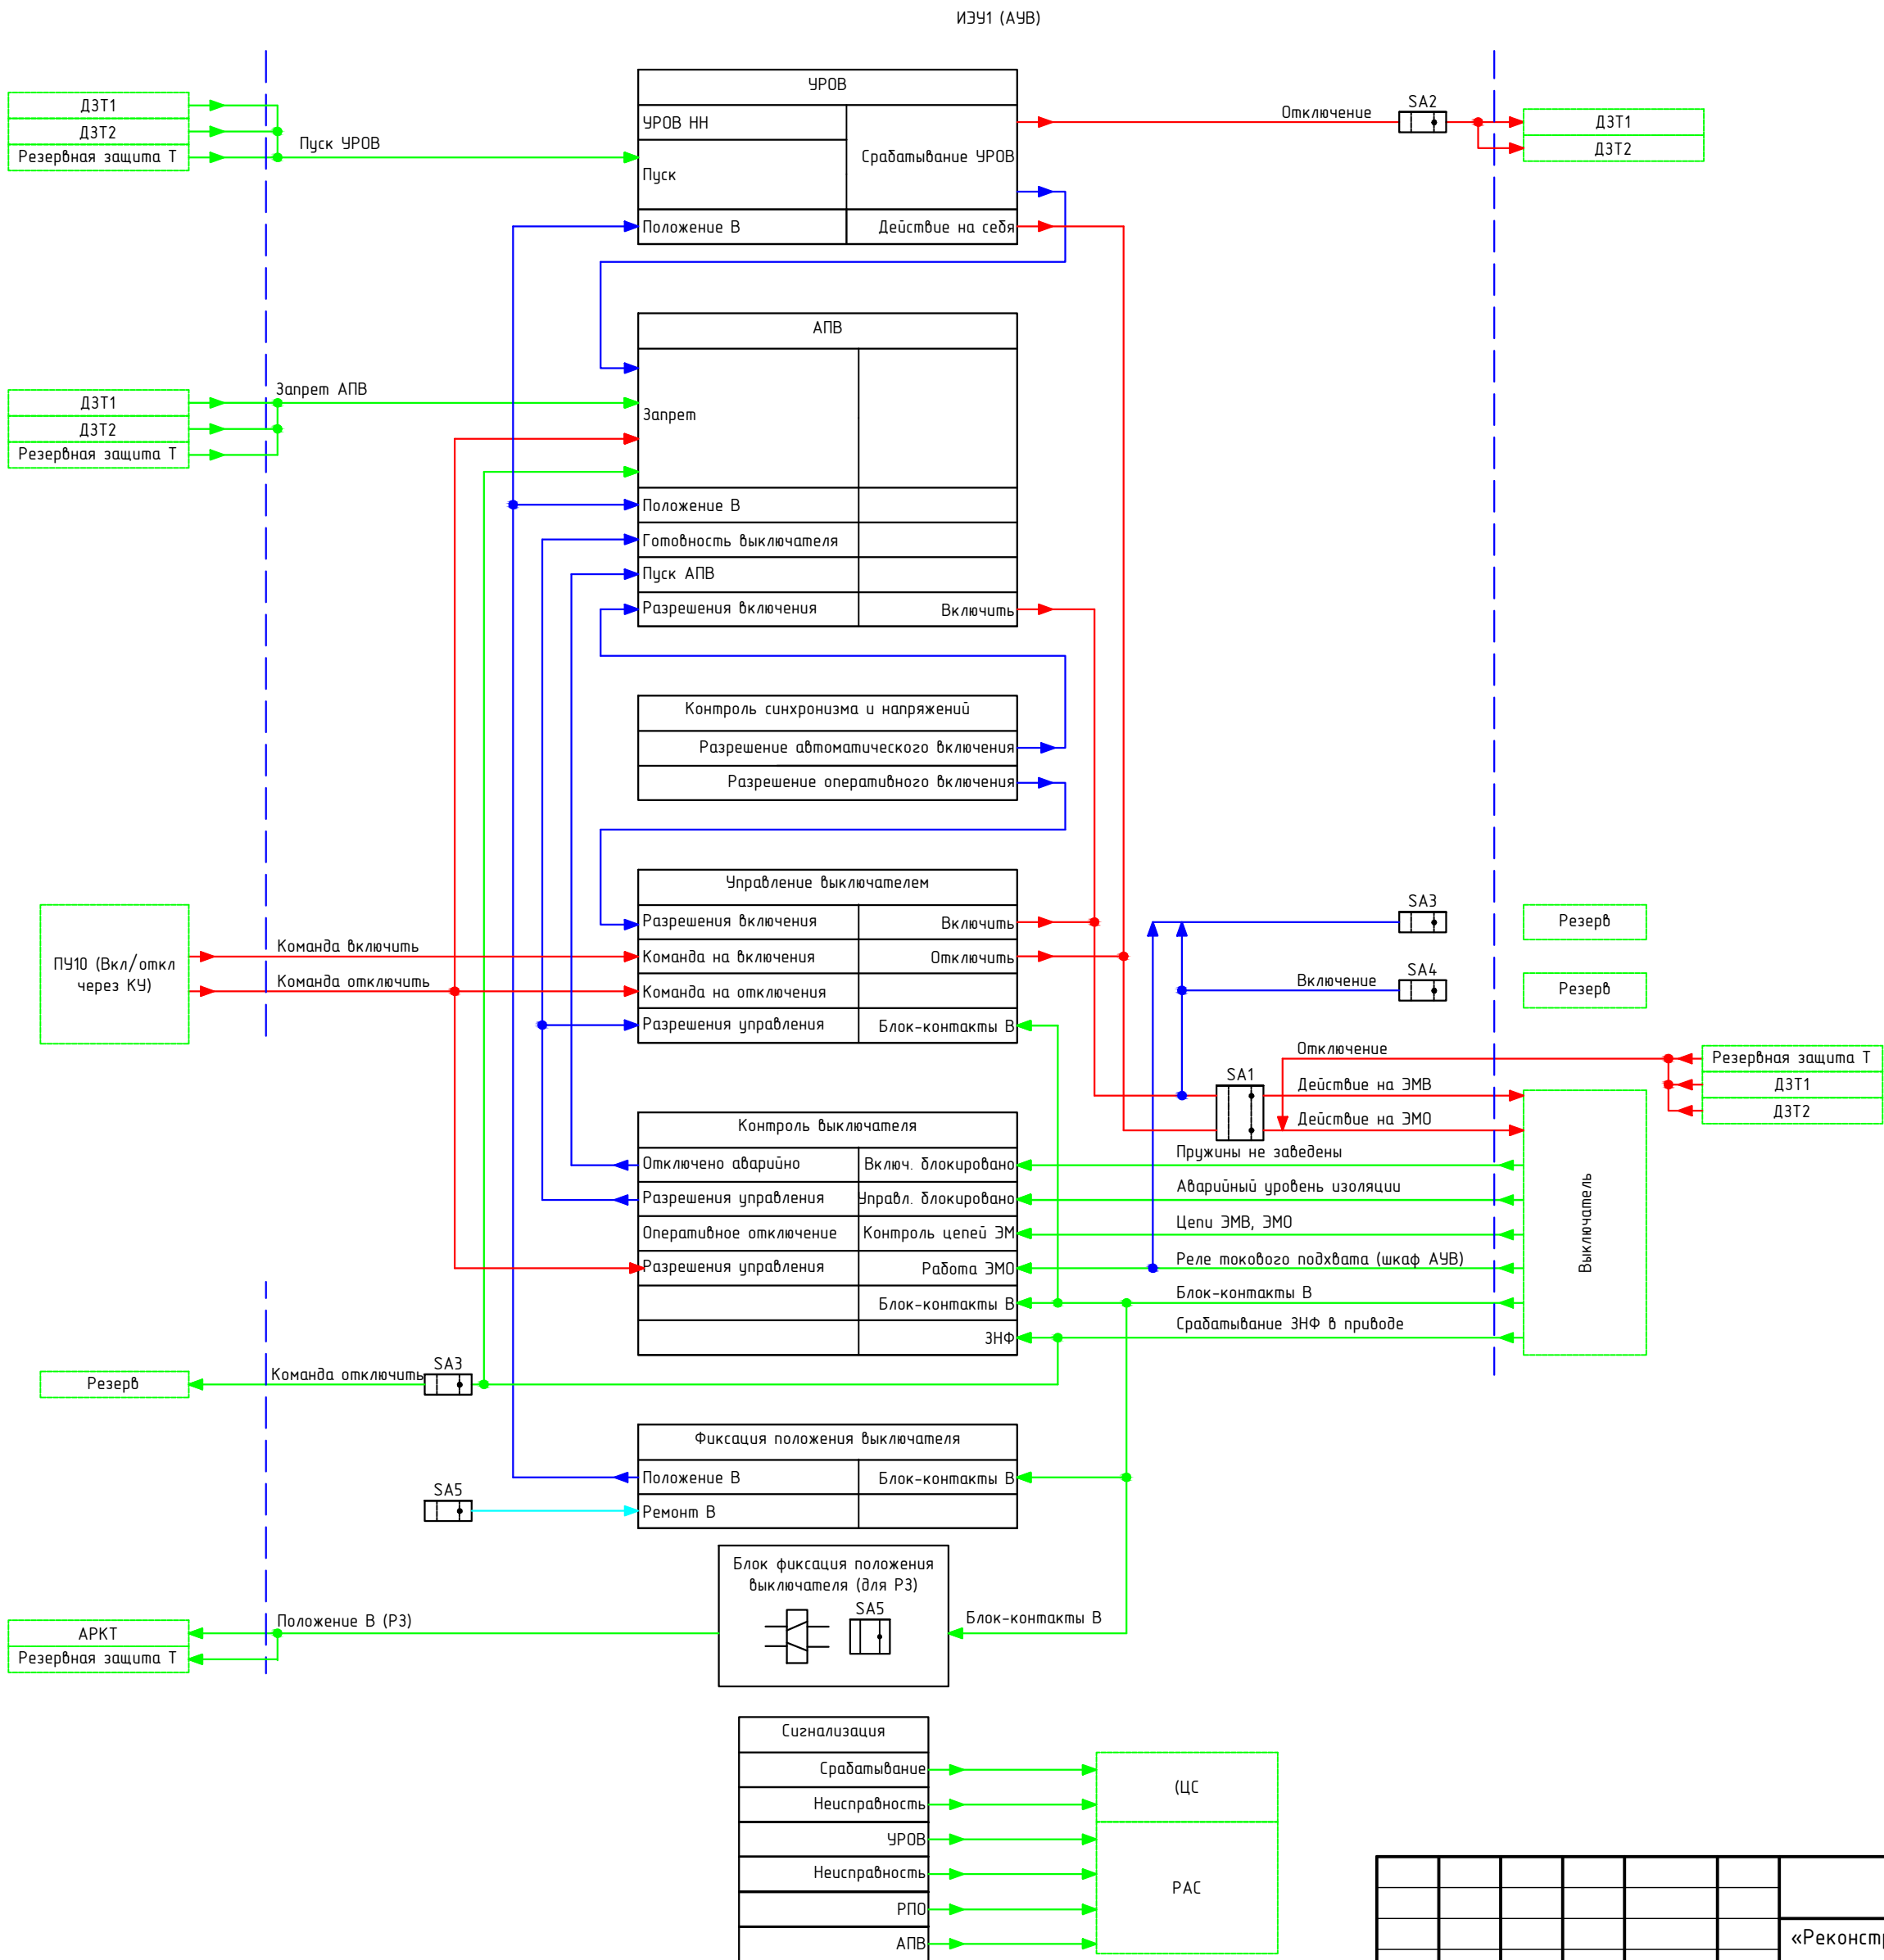 ИЭУ1 (АУВ)
УРОВ
ДЗТ1
ДЗТ2
Резервная защита Т
Пуск УРОВ
УРОВ НН
Пуск
Срабатывание УРОВ
Положение В
Действие на себя
Отключение
SA2
ДЗТ1
ДЗТ2
АПВ
ДЗТ1
ДЗТ2
Резервная защита Т
Запрет АПВ
Запрет
Положение В
Готовность выключателя
Пуск АПВ
Разрешения включения
Включить
Контроль синхронизма и напряжений
Разрешение автоматического включения
Разрешение оперативного включения
Управление выключателем
Разрешения включения
Включить
Команда на включения
Отключить
Команда на отключения
Разрешения управления
Блок-контакты В
ПУ10 (Вкл/откл
через КУ)
Команда включить
Команда отключить
SA3
Резерв
Включение
SA4
Резерв
Отключение
SA1
Действие на ЭМВ
Действие на ЭМО
Резервная защита Т
ДЗТ1
ДЗТ2
Контроль выключателя
Отключено аварийно
Включ. блокировано
Разрешения управления
Управл. блокировано
Оперативное отключение
Контроль цепей ЭМ
Разрешения управления
Работа ЭМО
Блок-контакты В
ЗНФ
Пружины не заведены
Аварийный уровень изоляции
Цепи ЭМВ, ЭМО
Реле токового подхвата (шкаф АУВ)
Блок-контакты В
Срабатывание ЗНФ в приводе
Выключатель
Резерв
Команда отключить
SA3
Фиксация положения выключателя
Положение В
Блок-контакты В
Ремонт В
SA5
Блок фиксация положения
выключателя (для РЗ)
SA5
Блок-контакты В
Положение В (РЗ)
АРКТ
Резервная защита Т
Сигнализация
Срабатывание
Неисправность
УРОВ
Неисправность
РПО
АПВ
(ЦС
РАС
«Реконстр